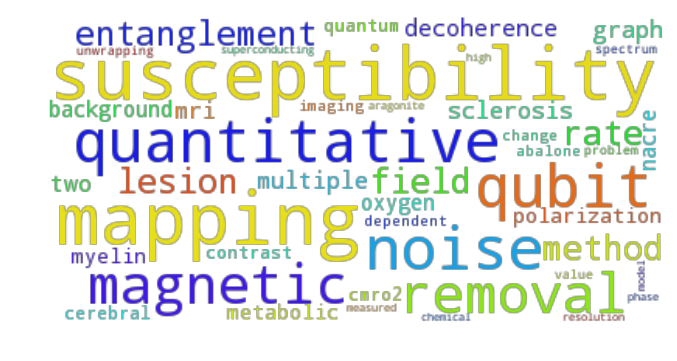 entanglement quantum decoherence graph
unwrapping superconducting high spectrum
susceptibility
background mri imaging aragonite sclerosis
quantitative change rate nacre
abalone problem
two lesion multiple field qubit
oxygen polarization
mapping dependent
myelin contrast noise method
magnetic value model
cmro2 removal phase
cerebral metabolic measured chemical resolution